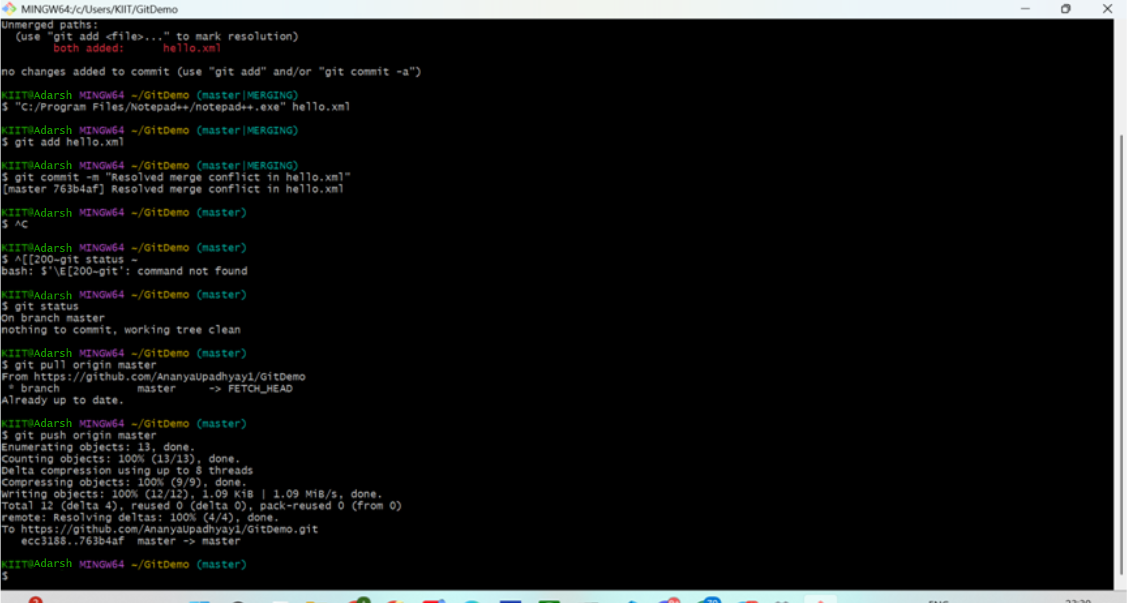 MINGW64:/c/Users/KIIT/GitDemo
Unmerged paths:
(use "git add <file>..." to mark resolution)
both added: hello.xml
no changes added to commit (use "git add" and/or "git commit -a")
KIIT@Adarsh MINGW64 ~/GitDemo (master|MERGING)
$ "C:/Program Files/Notepad++/notepad++.exe" hello.xml
KIIT@Adarsh MINGW64 ~/GitDemo (master|MERGING)
$ git add hello.xml
KIIT@Adarsh MINGW64 ~/GitDemo (master|MERGING)
$ git commit -m "Resolved merge conflict in hello.xml"
[master 763b4af] Resolved merge conflict in hello.xml
KIIT@Adarsh MINGW64 ~/GitDemo (master)
$ ^C
KIIT@Adarsh MINGW64 ~/GitDemo (master)
$ ^[[200~git status ~
bash: $'\E[200~git': command not found
KIIT@Adarsh MINGW64 ~/GitDemo (master)
$ git status
On branch master
nothing to commit, working tree clean
KIIT@Adarsh MINGW64 ~/GitDemo (master)
$ git pull origin master
From https://github.com/AnanyaUpadhyay1/GitDemo
* branch master -> FETCH_HEAD
Already up to date.
KIIT@Adarsh MINGW64 ~/GitDemo (master)
$ git push origin master
Enumerating objects: 13, done.
Counting objects: 100% (13/13), done.
Delta compression using up to 8 threads
Compressing objects: 100% (9/9), done.
Writing objects: 100% (12/12), 1.09 KiB | 1.09 MiB/s, done.
Total 12 (delta 4), reused 0 (delta 0), pack-reused 0 (from 0)
remote: Resolving deltas: 100% (4/4), done.
To https://github.com/AnanyaUpadhyay1/GitDemo.git
ecc3188..763b4af master -> master
KIIT@Adarsh MINGW64 ~/GitDemo (master)
$